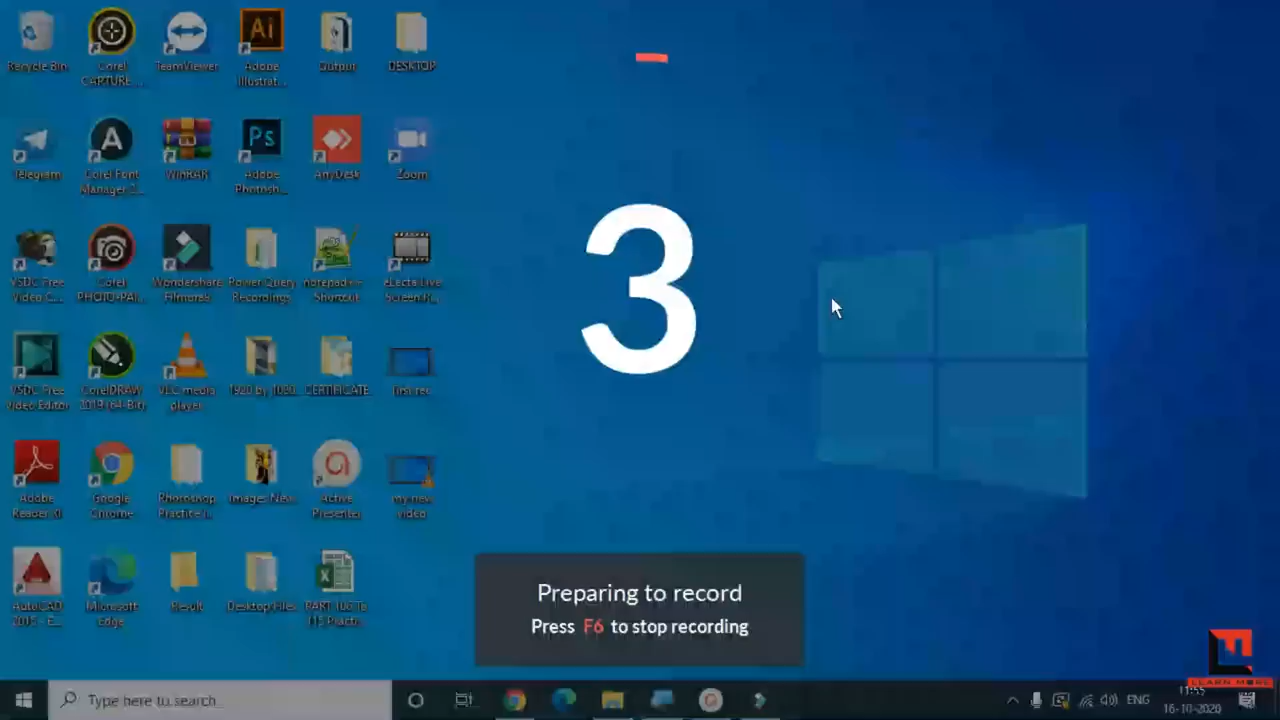 Recycle Bin
Corel
CAPTURE ...
TeamViewer
Adobe
Illustrat...
Output
DESKTOP
Telegram
Corel Font
Manager 2...
WinRAR
Adobe
Photosh...
AnyDesk
Zoom
VSDC Free
Video C...
Corel
PHOTO-PAI...
Wondershare
Filmora9
Power Query
Recordings
notepad++
Shortcut
eLecta Live
Screen R...
VSDC Free
Video Editor
CorelDRAW
2019 (64-Bit)
VLC media
player
1920 by 1080
CERTIFICATE
first rec
Adobe
Reader XI
Google
Chrome
Photoshop
Practice I...
Images New
Active
Presenter
my new
video
AutoCAD
2015 - E...
Microsoft
Edge
Result
Desktop Files
PART 100 To
115 Practi...
Ai
Ps
3
Preparing to record
Press F6 to stop recording
Type here to search
ENG
11:55
16-10-2020
LEARN MORE